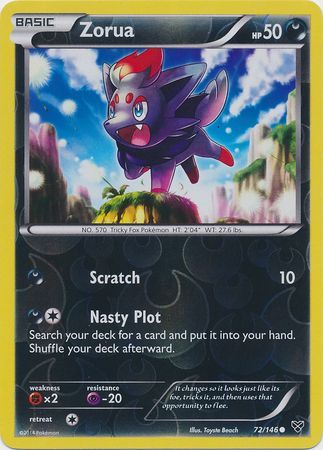 BASIC
Zorua
HP 50
NO. 570 Tricky Fox Pokémon HT: 2'04" WT: 27.6 lbs.
Scratch 10
Nasty Plot
Search your deck for a card and put it into your hand.
Shuffle your deck afterward.
weakness
resistance
×2
-20
retreat
It changes so it looks just like its
foe, tricks it, and then uses that
opportunity to flee.
©2014 Pokémon
Illus. Toyste Beach
72/146